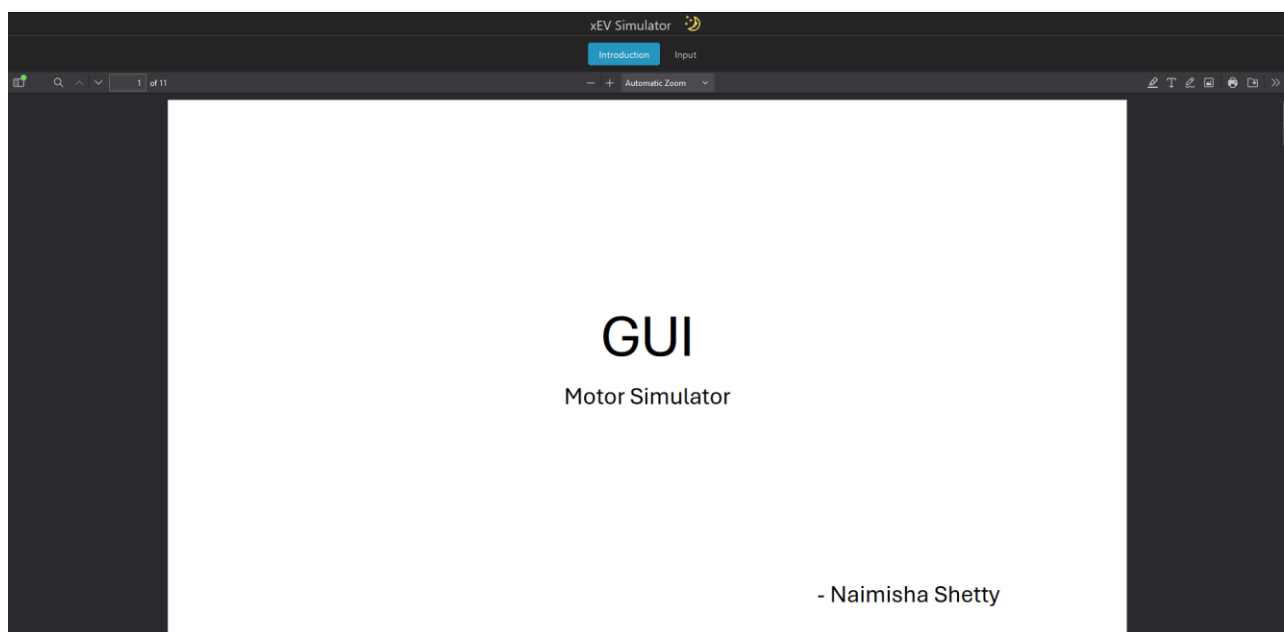 xEV Simulator
Introduction Input
1 of 11 Automatic Zoom
GUI
Motor Simulator
- Naimisha Shetty